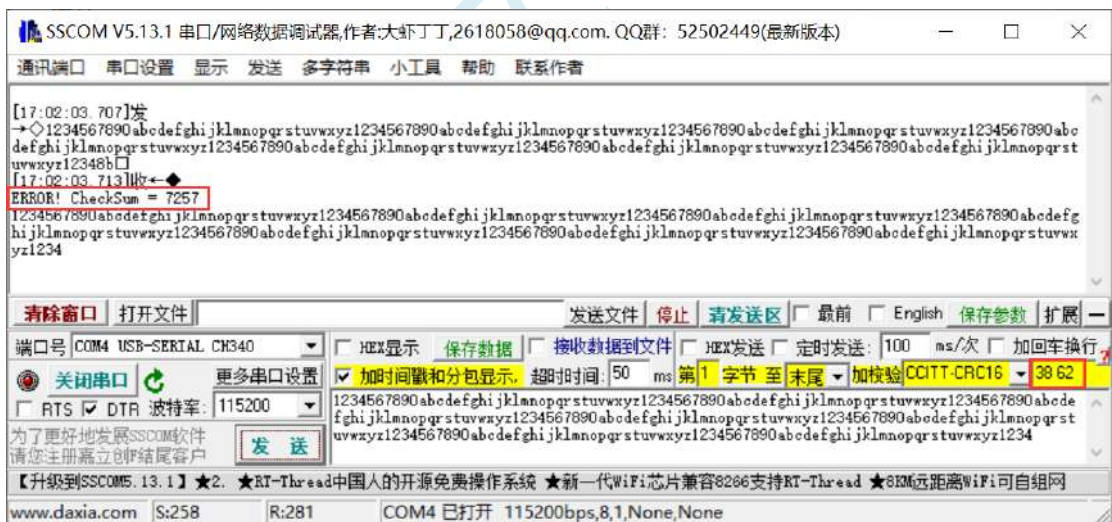 SSCOM V5.13.1 串口/网络数据调试器,作者:大虾丁丁,2618058@qq.com. QQ群: 52502449(最新版本)
通讯端口 串口设置 显示 发送 多字符串 小工具 帮助 联系作者
[17:02:03.707]发
→◇1234567890abcdefghijklmnopqrstuvwxyz1234567890abcdefghijklmnopqrstuvwxyz1234567890abcdefghijklmnopqrstuvwxyz1234567890abc
defghijklmnopqrstuvwxyz1234567890abcdefghijklmnopqrstuvwxyz1234567890abcdefghijklmnopqrstuvwxyz1234567890abcdefghijklmnopqrst
uvwxyz12348b□
[17:02:03.713]收←◆
ERROR! CheckSum = 7257
1234567890abcdefghijklmnopqrstuvwxyz1234567890abcdefghijklmnopqrstuvwxyz1234567890abcdefghijklmnopqrstuvwxyz1234567890abcdefg
hijklmnopqrstuvwxyz1234567890abcdefghijklmnopqrstuvwxyz1234567890abcdefghijklmnopqrstuvwxyz1234567890abcdefghijklmnopqrstuvwx
yz1234
清除窗口 打开文件 发送文件 停止 清发送区 最前 English 保存参数 扩展 —
端口号 COM4 USB-SERIAL CH340 HEX显示 保存数据 接收数据到文件 HEX发送 定时发送: 100 ms/次 加回车换行
关闭串口 更多串口设置 加时间戳和分包显示, 超时时间: 50 ms 第 1 字节 至 末尾 加校验 CCITT-CRC16 38 62
RTS DTR 波特率: 115200
1234567890abcdefghijklmnopqrstuvwxyz1234567890abcdefghijklmnopqrstuvwxyz1234567890abcdefghijklmnopqrstuvwxyz1234567890abcde
fghijklmnopqrstuvwxyz1234567890abcdefghijklmnopqrstuvwxyz1234567890abcdefghijklmnopqrstuvwxyz1234567890abcdefghijklmnopqrst
uvwxyz1234567890abcdefghijklmnopqrstuvwxyz1234567890abcdefghijklmnopqrstuvwxyz1234
为了更好地发展SSCOM软件
请您注册嘉立创F结尾客户
发 送
【升级到SSCOM5.13.1】★2. ★RT-Thread中国人的开源免费操作系统 ★新一代WiFi芯片兼容8266支持RT-Thread ★8KM远距离WiFi可自组网
www.daxia.com S:258 R:281 COM4 已打开 115200bps,8,1,None,None